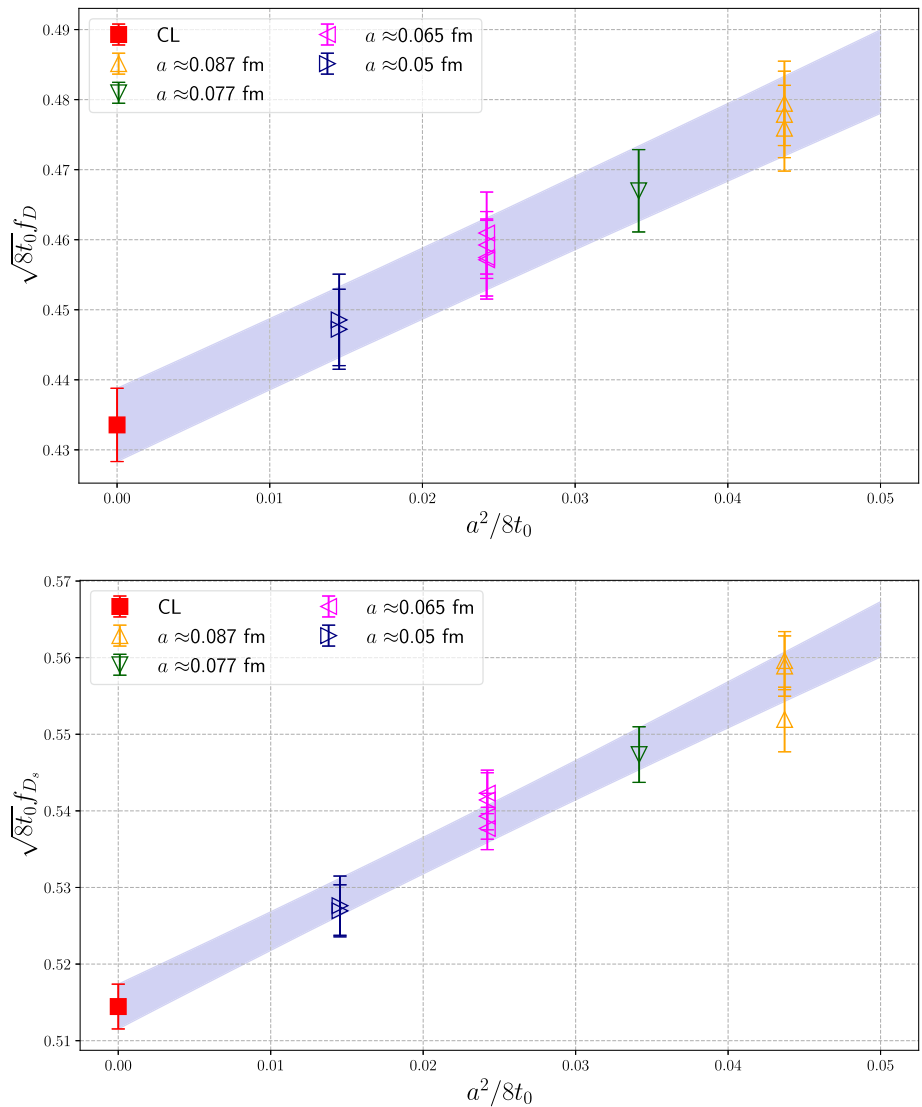 0.49
0.48
0.47
0.46
0.45
0.44
0.43
√8t₀f_D
CL
a ≈0.087 fm
a ≈0.077 fm
a ≈0.065 fm
a ≈0.05 fm
0.00 0.01 0.02 0.03 0.04 0.05
a²/8t₀
0.57
0.56
0.55
0.54
0.53
0.52
0.51
√8t₀f_{D_s}
CL
a ≈0.087 fm
a ≈0.077 fm
a ≈0.065 fm
a ≈0.05 fm
0.00 0.01 0.02 0.03 0.04 0.05
a²/8t₀